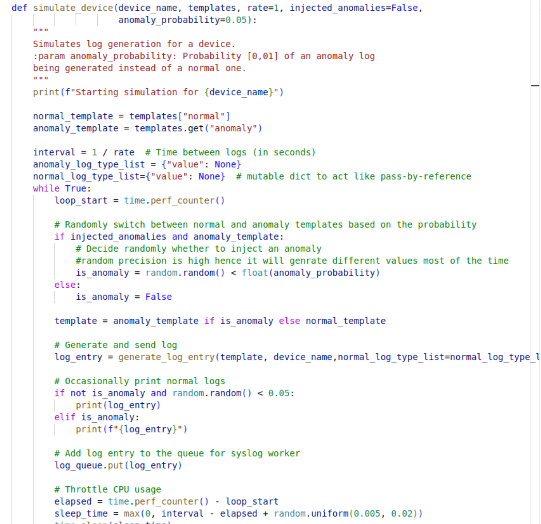 def simulate_device(device_name, templates, rate=1, injected_anomalies=False,
                    anomaly_probability=0.05):
    """
    Simulates log generation for a device.
    :param anomaly_probability: Probability [0,01] of an anomaly log
    being generated instead of a normal one.
    """
    print(f"Starting simulation for {device_name}")

    normal_template = templates["normal"]
    anomaly_template = templates.get("anomaly")

    interval = 1 / rate  # Time between logs (in seconds)
    anomaly_log_type_list = {"value": None}
    normal_log_type_list={"value": None}  # mutable dict to act like pass-by-reference
    while True:
        loop_start = time.perf_counter()

        # Randomly switch between normal and anomaly templates based on the probability
        if injected_anomalies and anomaly_template:
            # Decide randomly whether to inject an anomaly
            #random precision is high hence it will genrate different values most of the time
            is_anomaly = random.random() < float(anomaly_probability)
        else:
            is_anomaly = False

        template = anomaly_template if is_anomaly else normal_template

        # Generate and send log
        log_entry = generate_log_entry(template, device_name,normal_log_type_list=normal_log_type_l

        # Occasionally print normal logs
        if not is_anomaly and random.random() < 0.05:
            print(log_entry)
        elif is_anomaly:
            print(f"{log_entry}")

        # Add log entry to the queue for syslog worker
        log_queue.put(log_entry)

        # Throttle CPU usage
        elapsed = time.perf_counter() - loop_start
        sleep_time = max(0, interval - elapsed + random.uniform(0.005, 0.02))